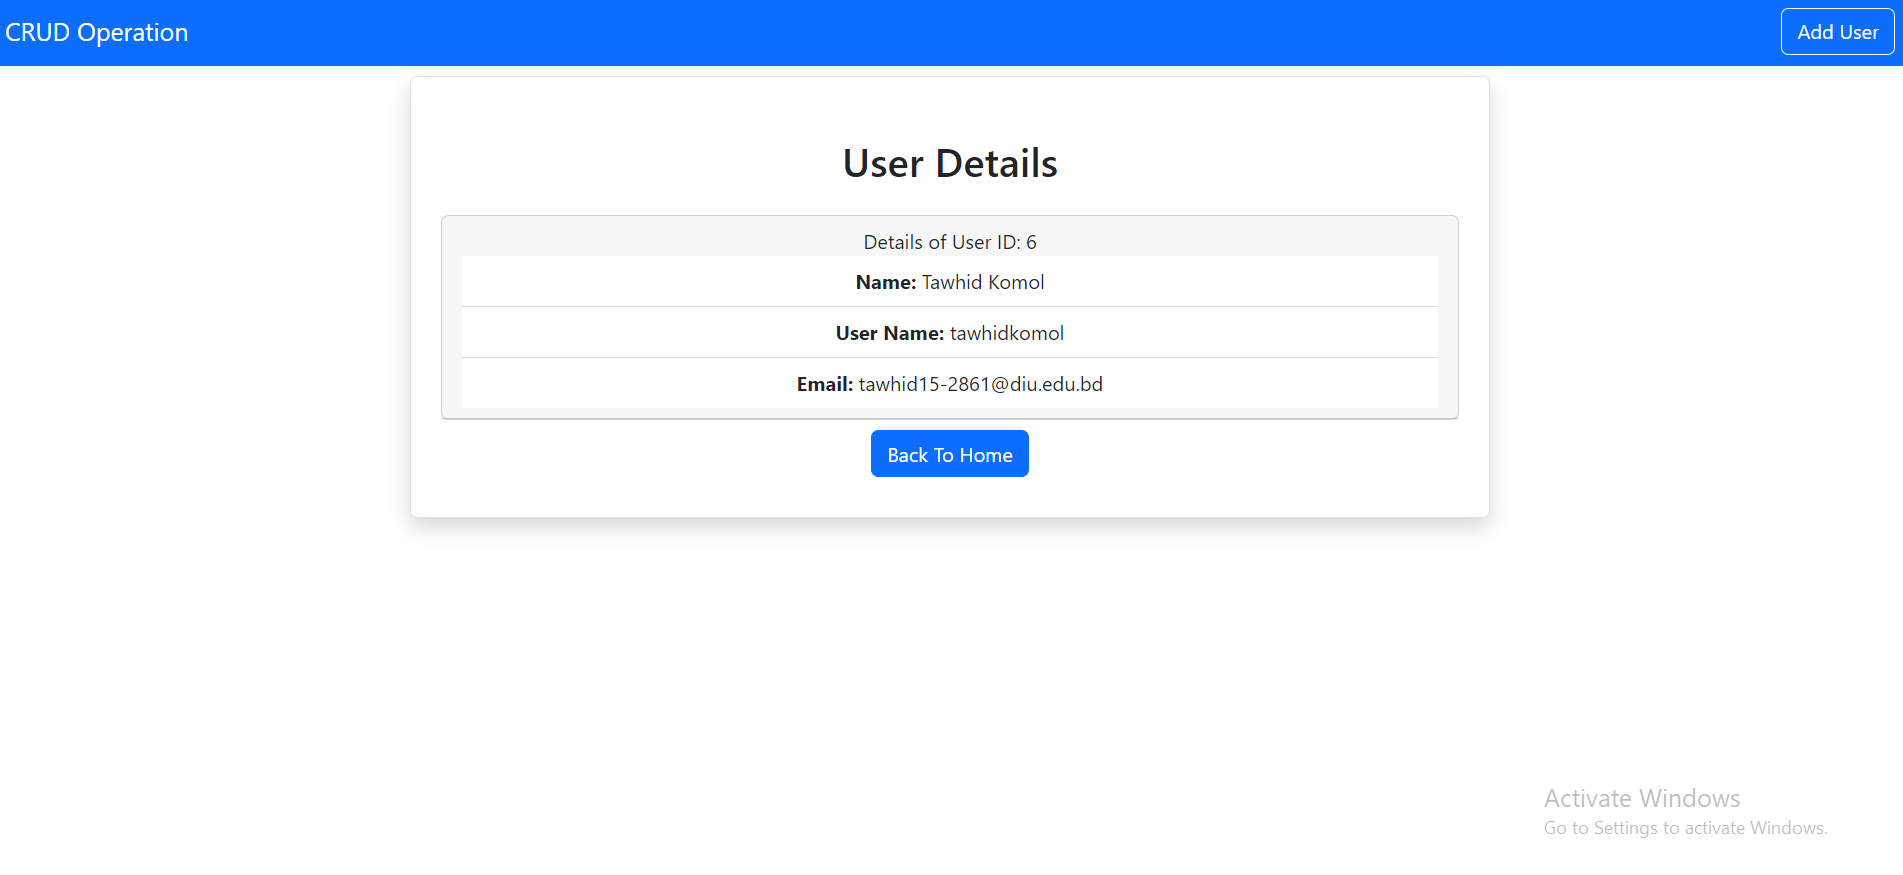 CRUD Operation
Add User
User Details
Details of User ID: 6
Name: Tawhid Komol
User Name: tawhidkomol
Email: tawhid15-2861@diu.edu.bd
Back To Home
Activate Windows
Go to Settings to activate Windows.